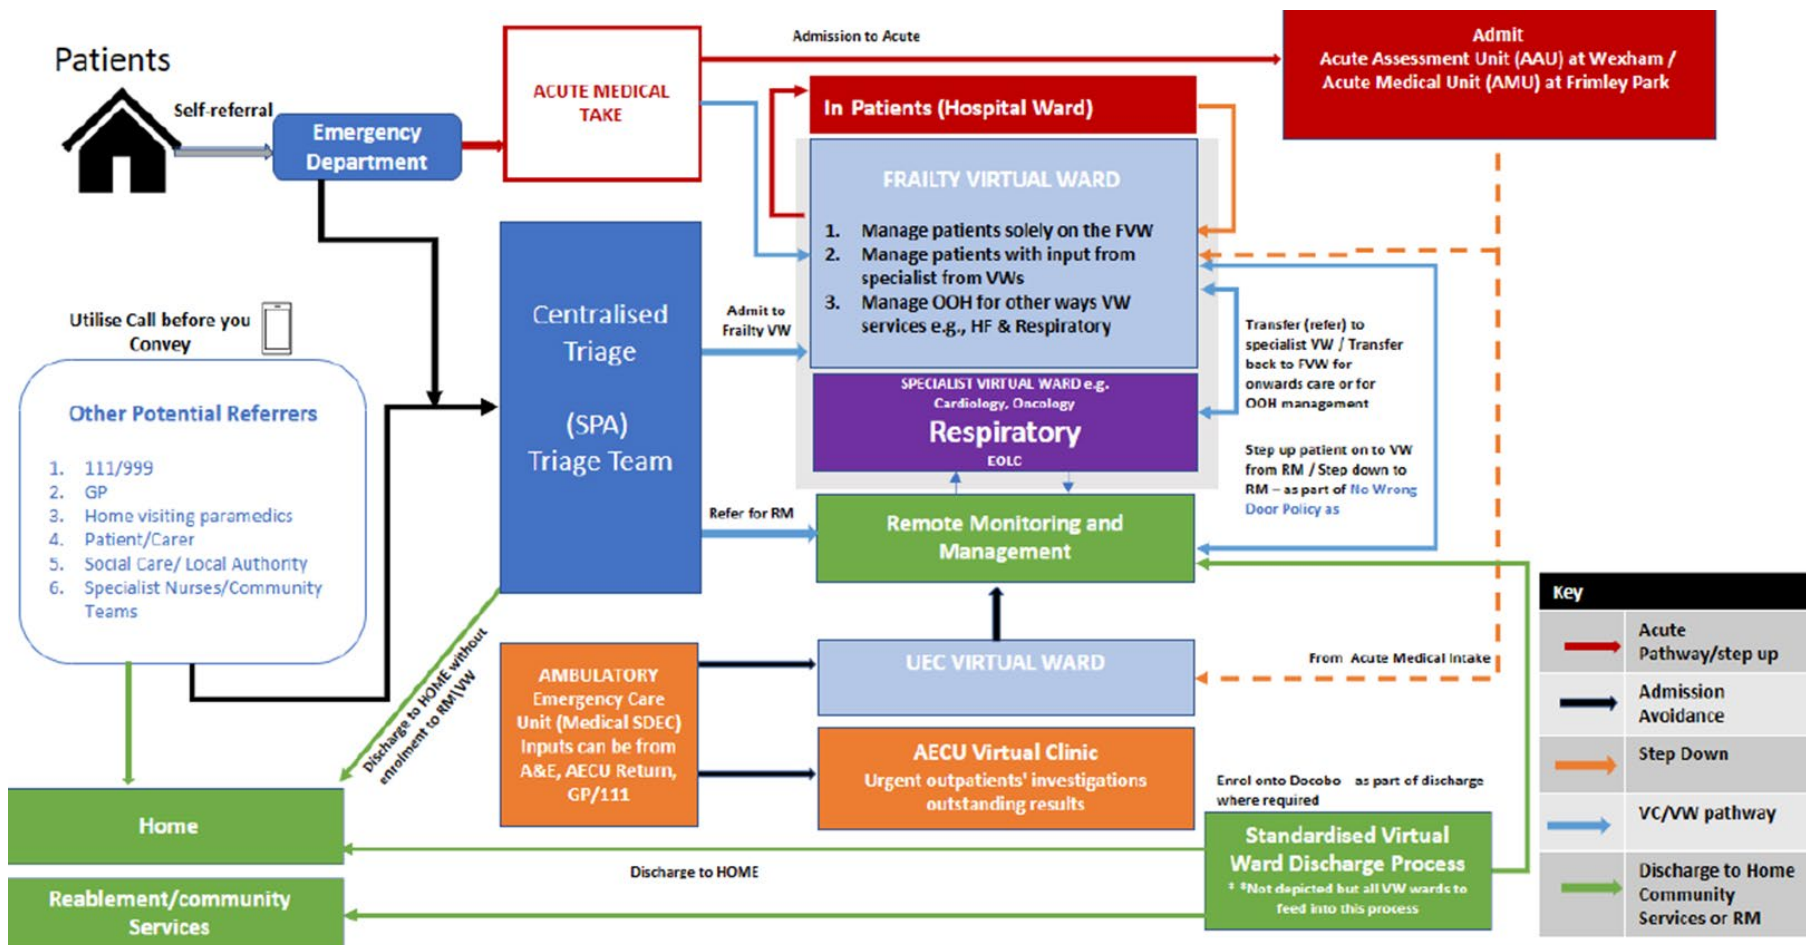 Patients
Self-referral
Emergency
Department
ACUTE MEDICAL
TAKE
Admission to Acute
Admit
Acute Assessment Unit (AAU) at Wexham /
Acute Medical Unit (AMU) at Frimley Park
In Patients (Hospital Ward)
FRAILTY VIRTUAL WARD
1. Manage patients solely on the FVW
2. Manage patients with input from
specialist from VWs
3. Manage OOH for other ways VW
services e.g., HF & Respiratory
Utilise Call before you
Convey
Other Potential Referrers
1. 111/999
2. GP
3. Home visiting paramedics
4. Patient/Carer
5. Social Care/ Local Authority
6. Specialist Nurses/Community
Teams
Centralised
Triage
(SPA)
Triage Team
Admit to
Frailty VW
Refer for RM
SPECIALIST VIRTUAL WARD e.g.
Cardiology, Oncology
Respiratory
EOLC
Transfer (refer) to
specialist VW / Transfer
back to FVW for
onwards care or for
OOH management
Step up patient on to VW
from RM / Step down to
RM – as part of No Wrong
Door Policy as
Remote Monitoring and
Management
Discharge to HOME without
enrolment to RM\VW
AMBULATORY
Emergency Care
Unit (Medical SDEC)
Inputs can be from
A&E, AECU Return,
GP/111
UEC VIRTUAL WARD
From Acute Medical Intake
AECU Virtual Clinic
Urgent outpatients' investigations
outstanding results
Enrol onto Docobo as part of discharge
where required
Standardised Virtual
Ward Discharge Process
* *Not depicted but all VW wards to
feed into this process
Home
Discharge to HOME
Reablement/community
Services
Key
Acute
Pathway/step up
Admission
Avoidance
Step Down
VC/VW pathway
Discharge to Home
Community
Services or RM